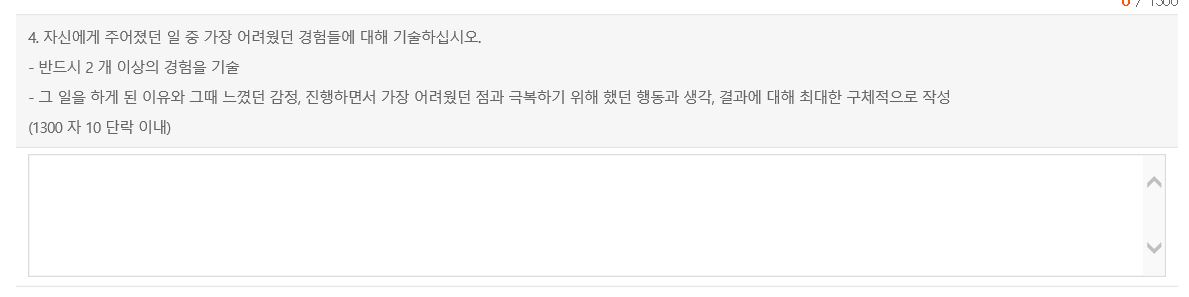 4. 자신에게 주어졌던 일 중 가장 어려웠던 경험들에 대해 기술하십시오.
- 반드시 2 개 이상의 경험을 기술
- 그 일을 하게 된 이유와 그때 느꼈던 감정, 진행하면서 가장 어려웠던 점과 극복하기 위해 했던 행동과 생각, 결과에 대해 최대한 구체적으로 작성
(1300 자 10 단락 이내)